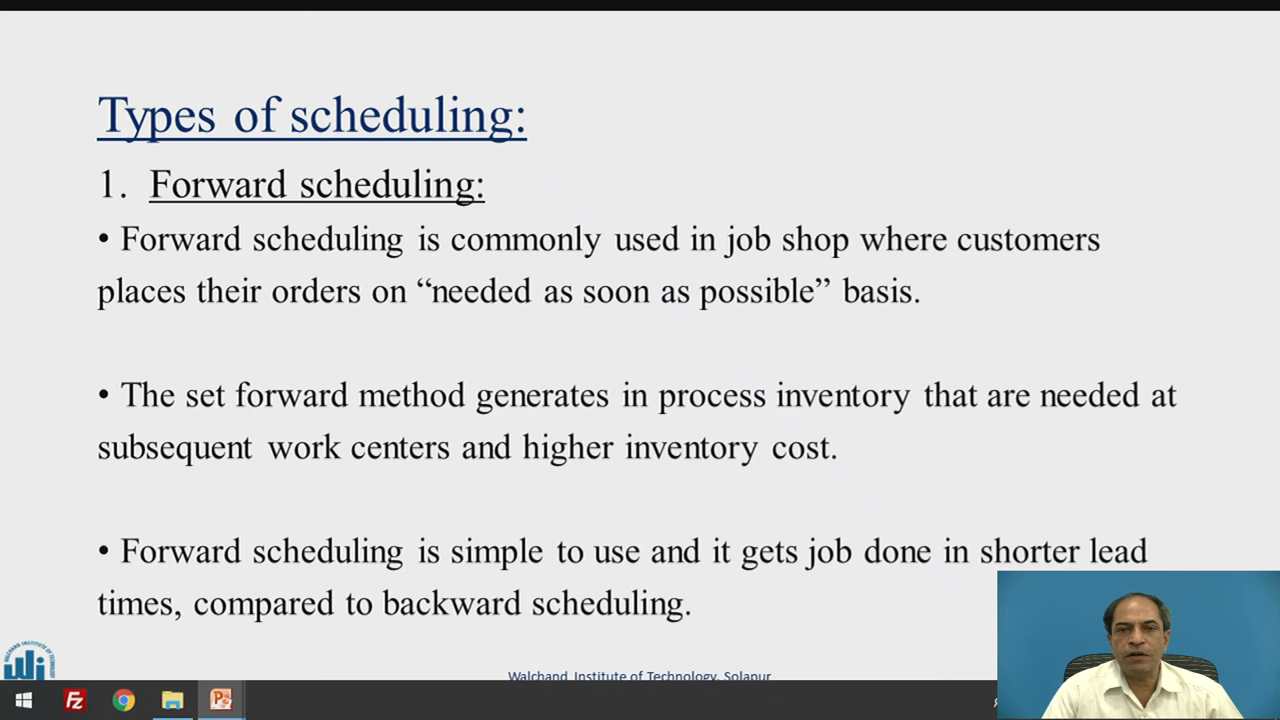 Types of scheduling:
1. Forward scheduling:
• Forward scheduling is commonly used in job shop where customers
places their orders on “needed as soon as possible” basis.
• The set forward method generates in process inventory that are needed at
subsequent work centers and higher inventory cost.
• Forward scheduling is simple to use and it gets job done in shorter lead
times, compared to backward scheduling.
Walchand Institute of Technology, Solapur